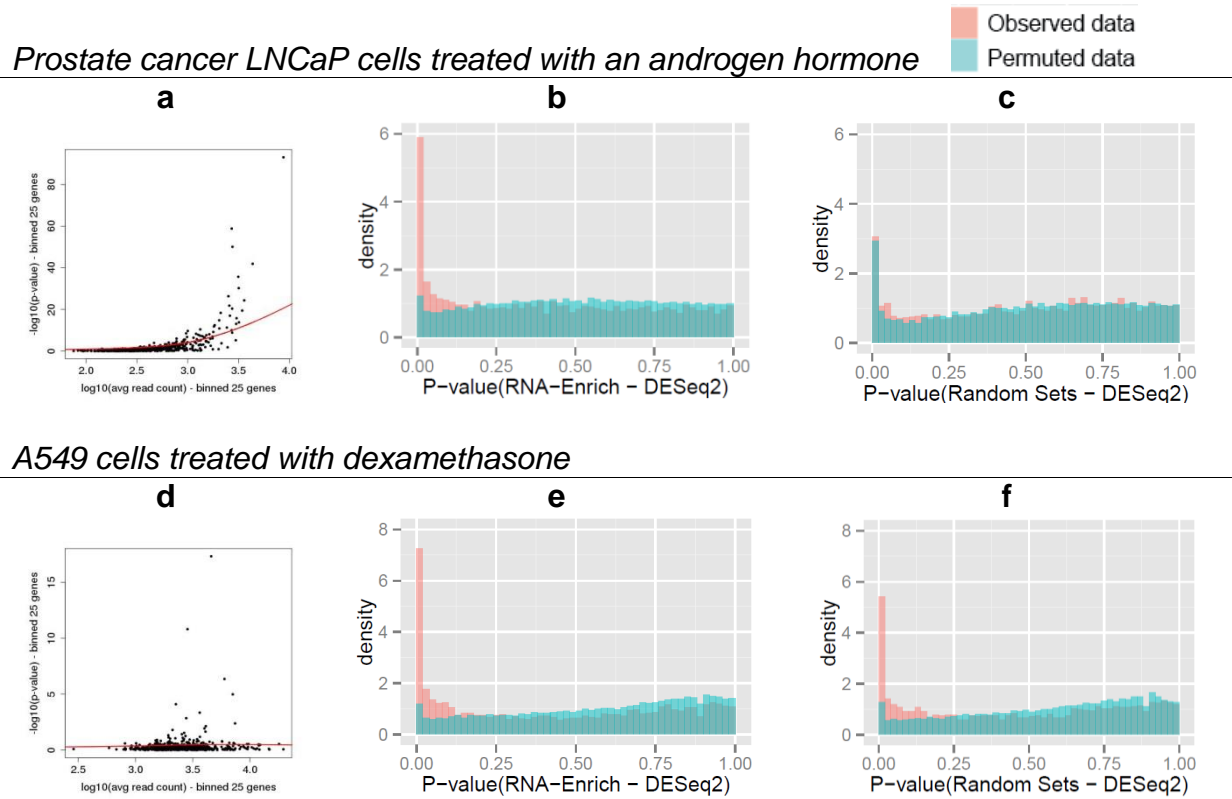 Observed data
Permuted data
Prostate cancer LNCaP cells treated with an androgen hormone
a
b
c
-log10(p-value) - binned 25 genes
80
60
40
20
0
2.0 2.5 3.0 3.5 4.0
log10(avg read count) - binned 25 genes
density
6
4
2
0
0.00 0.25 0.50 0.75 1.00
P-value(RNA-Enrich − DESeq2)
density
6
4
2
0
0.00 0.25 0.50 0.75 1.00
P-value(Random Sets − DESeq2)
A549 cells treated with dexamethasone
d
e
f
-log10(p-value) - binned 25 genes
15
10
5
0
2.5 3.0 3.5 4.0
log10(avg read count) - binned 25 genes
density
8
6
4
2
0
0.00 0.25 0.50 0.75 1.00
P-value(RNA-Enrich − DESeq2)
density
8
6
4
2
0
0.00 0.25 0.50 0.75 1.00
P-value(Random Sets − DESeq2)